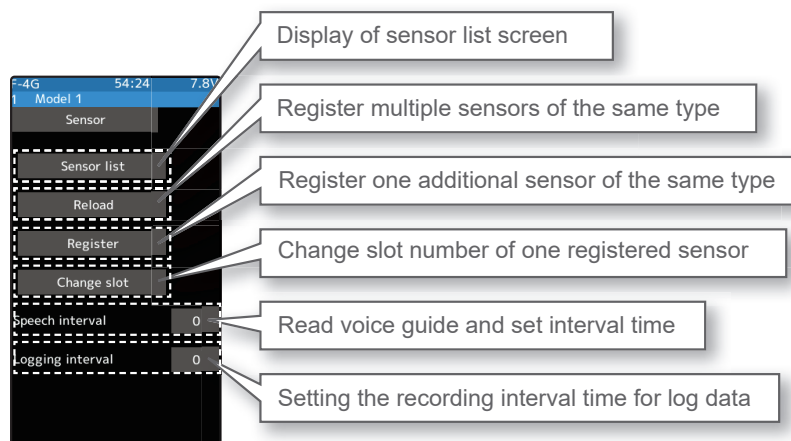 Display of sensor list screen
F-4G 54:24 7.8V
1 Model 1
Sensor
Register multiple sensors of the same type
Sensor list
Register one additional sensor of the same type
Reload
Register
Change slot number of one registered sensor
Change slot
Speech interval 0
Read voice guide and set interval time
Logging interval 0
Setting the recording interval time for log data